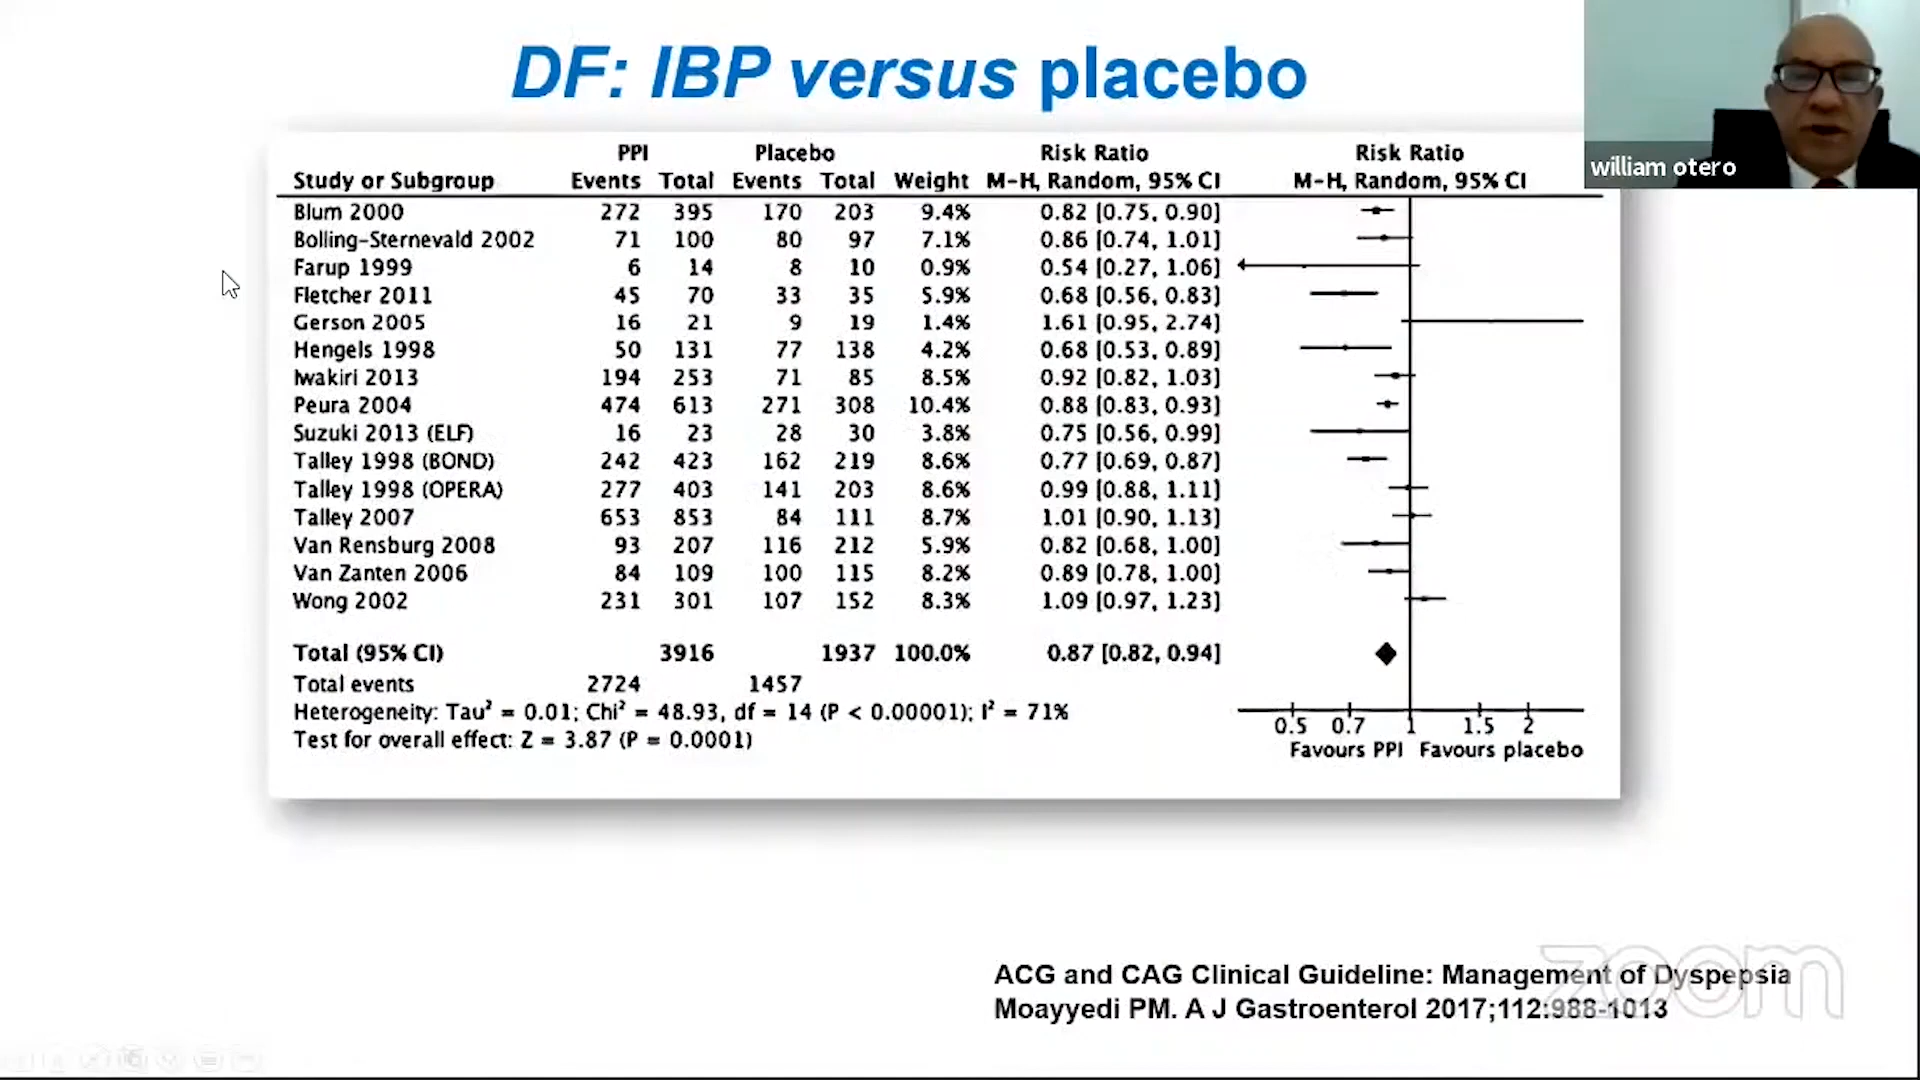 DF: IBP versus placebo
william otero
PPI Placebo Risk Ratio Risk Ratio
Study or Subgroup Events Total Events Total Weight M-H, Random, 95% CI M-H, Random, 95% CI
Blum 2000 272 395 170 203 9.4% 0.82 [0.75, 0.90]
Bolling-Sternevald 2002 71 100 80 97 7.1% 0.86 [0.74, 1.01]
Farup 1999 6 14 8 10 0.9% 0.54 [0.27, 1.06]
Fletcher 2011 45 70 33 35 5.9% 0.68 [0.56, 0.83]
Gerson 2005 16 21 9 19 1.4% 1.61 [0.95, 2.74]
Hengels 1998 50 131 77 138 4.2% 0.68 [0.53, 0.89]
Iwakiri 2013 194 253 71 85 8.5% 0.92 [0.82, 1.03]
Peura 2004 474 613 271 308 10.4% 0.88 [0.83, 0.93]
Suzuki 2013 (ELF) 16 23 28 30 3.8% 0.75 [0.56, 0.99]
Talley 1998 (BOND) 242 423 162 219 8.6% 0.77 [0.69, 0.87]
Talley 1998 (OPERA) 277 403 141 203 8.6% 0.99 [0.88, 1.11]
Talley 2007 653 853 84 111 8.7% 1.01 [0.90, 1.13]
Van Rensburg 2008 93 207 116 212 5.9% 0.82 [0.68, 1.00]
Van Zanten 2006 84 109 100 115 8.2% 0.89 [0.78, 1.00]
Wong 2002 231 301 107 152 8.3% 1.09 [0.97, 1.23]
Total (95% CI) 3916 1937 100.0% 0.87 [0.82, 0.94]
Total events 2724 1457
Heterogeneity: Tau² = 0.01; Chi² = 48.93, df = 14 (P < 0.00001); I² = 71%
Test for overall effect: Z = 3.87 (P = 0.0001)
0.5 0.7 1 1.5 2
Favours PPI Favours placebo
ACG and CAG Clinical Guideline: Management of Dyspepsia
Moayyedi PM. A J Gastroenterol 2017;112:988-1013
zoom